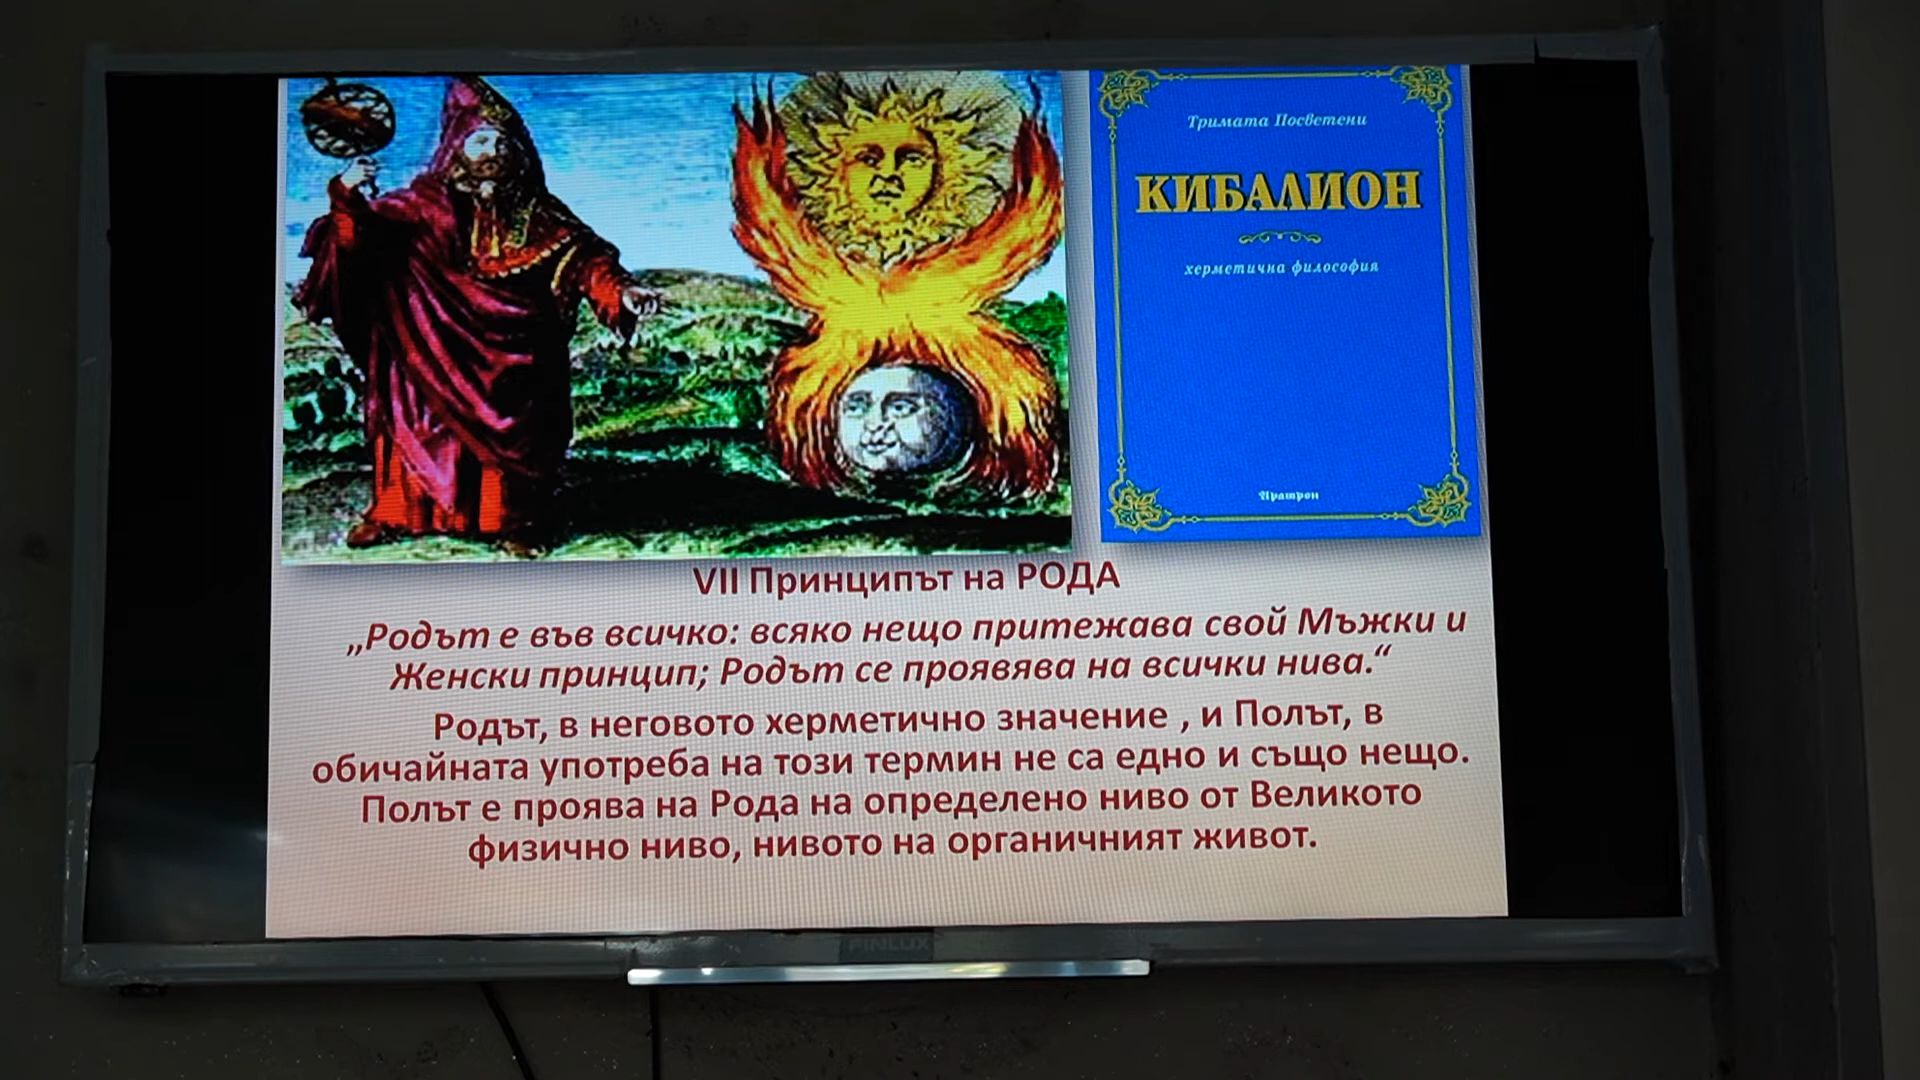 Тримата Посветени
КИБАЛИОН
херметична философия
Аратрон
VII Принципът на РОДА
„Родът е във всичко: всяко нещо притежава свой Мъжки и
Женски принцип; Родът се проявява на всички нива.“
Родът, в неговото херметично значение , и Полът, в
обичайната употреба на този термин не са едно и също нещо.
Полът е проява на Рода на определено ниво от Великото
физично ниво, нивото на органичният живот.
FINLUX